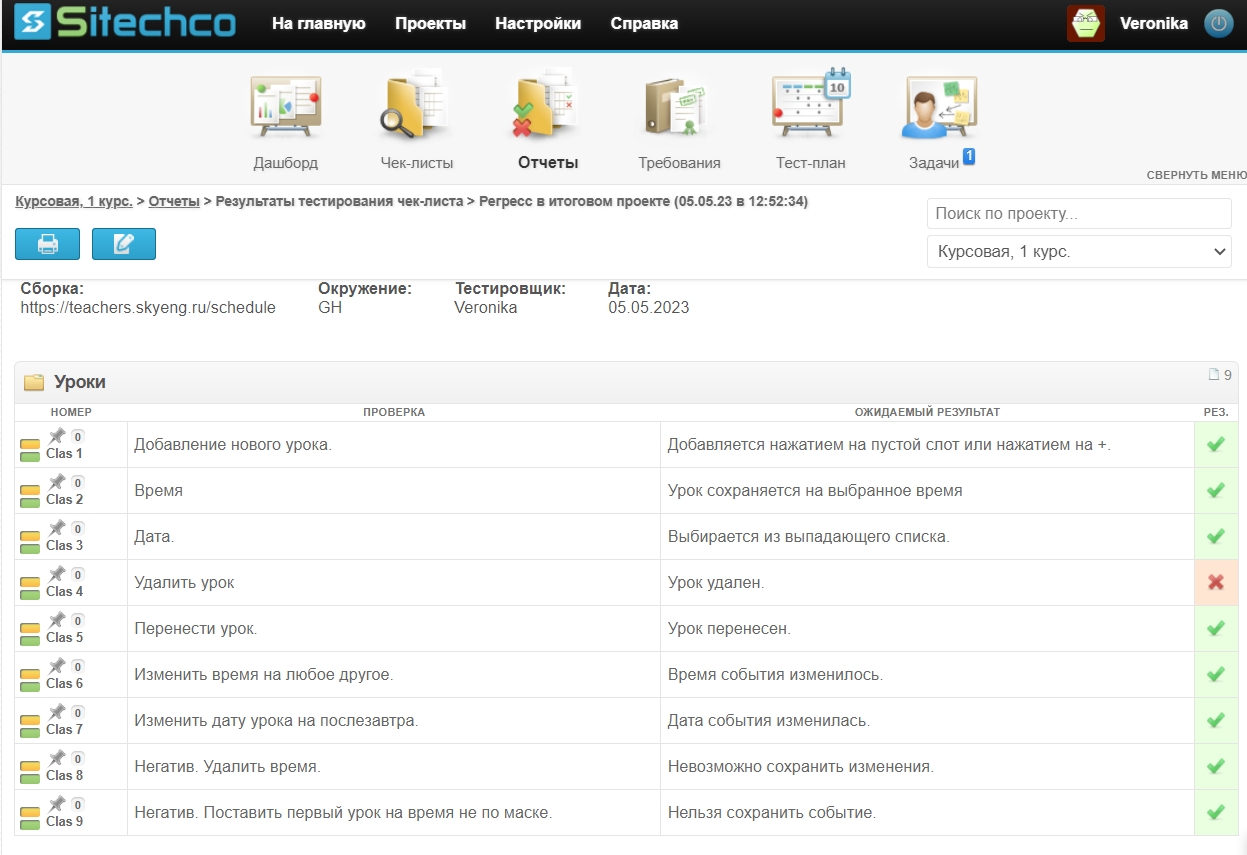 Sitechco На главную Проекты Настройки Справка Veronika
10
Дашборд Чек-листы Отчеты Требования Тест-план Задачи 1
СВЕРНУТЬ МЕНЮ
Курсовая, 1 курс. > Отчеты > Результаты тестирования чек-листа > Регресс в итоговом проекте (05.05.23 в 12:52:34)
Поиск по проекту...
Курсовая, 1 курс.
Сборка: Окружение: Тестировщик: Дата:
https://teachers.skyeng.ru/schedule GH Veronika 05.05.2023
Уроки 9
НОМЕР ПРОВЕРКА ОЖИДАЕМЫЙ РЕЗУЛЬТАТ РЕЗ.
0
Clas 1 Добавление нового урока. Добавляется нажатием на пустой слот или нажатием на +.
0
Clas 2 Время Урок сохраняется на выбранное время
0
Clas 3 Дата. Выбирается из выпадающего списка.
0
Clas 4 Удалить урок Урок удален.
0
Clas 5 Перенести урок. Урок перенесен.
0
Clas 6 Изменить время на любое другое. Время события изменилось.
0
Clas 7 Изменить дату урока на послезавтра. Дата события изменилась.
0
Clas 8 Негатив. Удалить время. Невозможно сохранить изменения.
0
Clas 9 Негатив. Поставить первый урок на время не по маске. Нельзя сохранить событие.